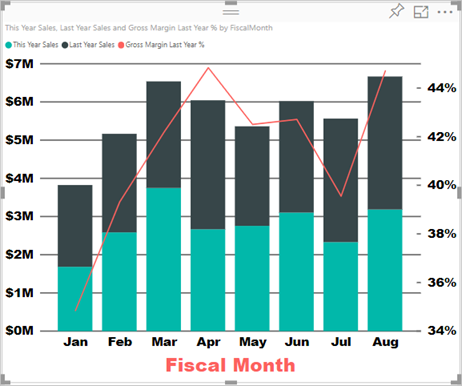 This Year Sales, Last Year Sales and Gross Margin Last Year % by FiscalMonth
This Year Sales Last Year Sales Gross Margin Last Year %
$7M
$6M 44%
$5M 42%
$4M 40%
$3M 38%
$2M
$1M 36%
$0M 34%
Jan Feb Mar Apr May Jun Jul Aug
Fiscal Month